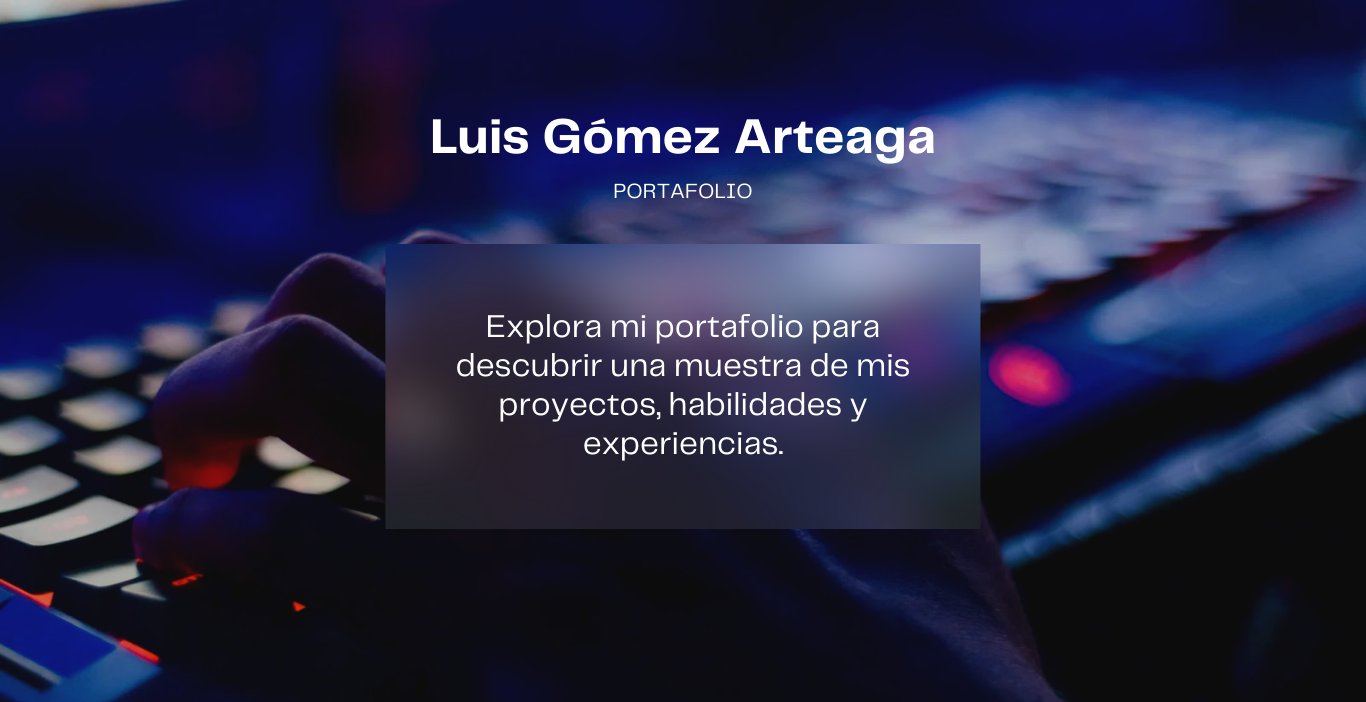 Luis Gómez Arteaga
PORTAFOLIO
Explora mi portafolio para
descubrir una muestra de mis
proyectos, habilidades y
experiencias.